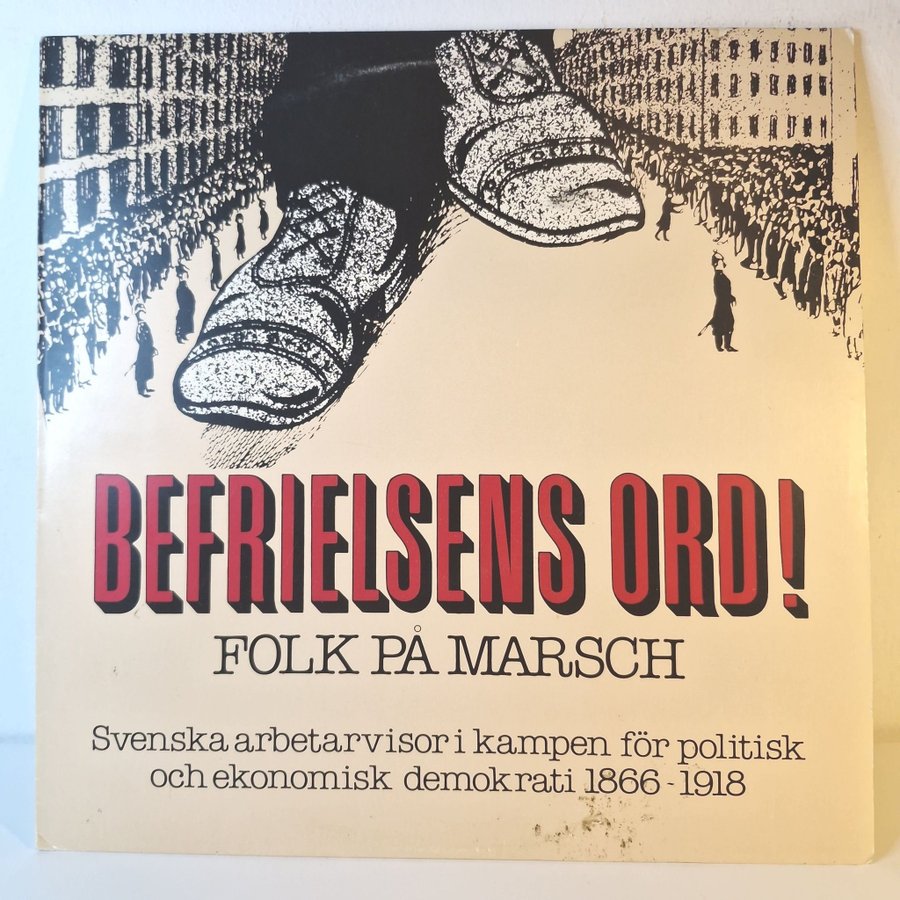 BEFRIELSENS ORD!
FOLK PÅ MARSCH
Svenska arbetarvisor i kampen för politisk
och ekonomisk demokrati 1866-1918